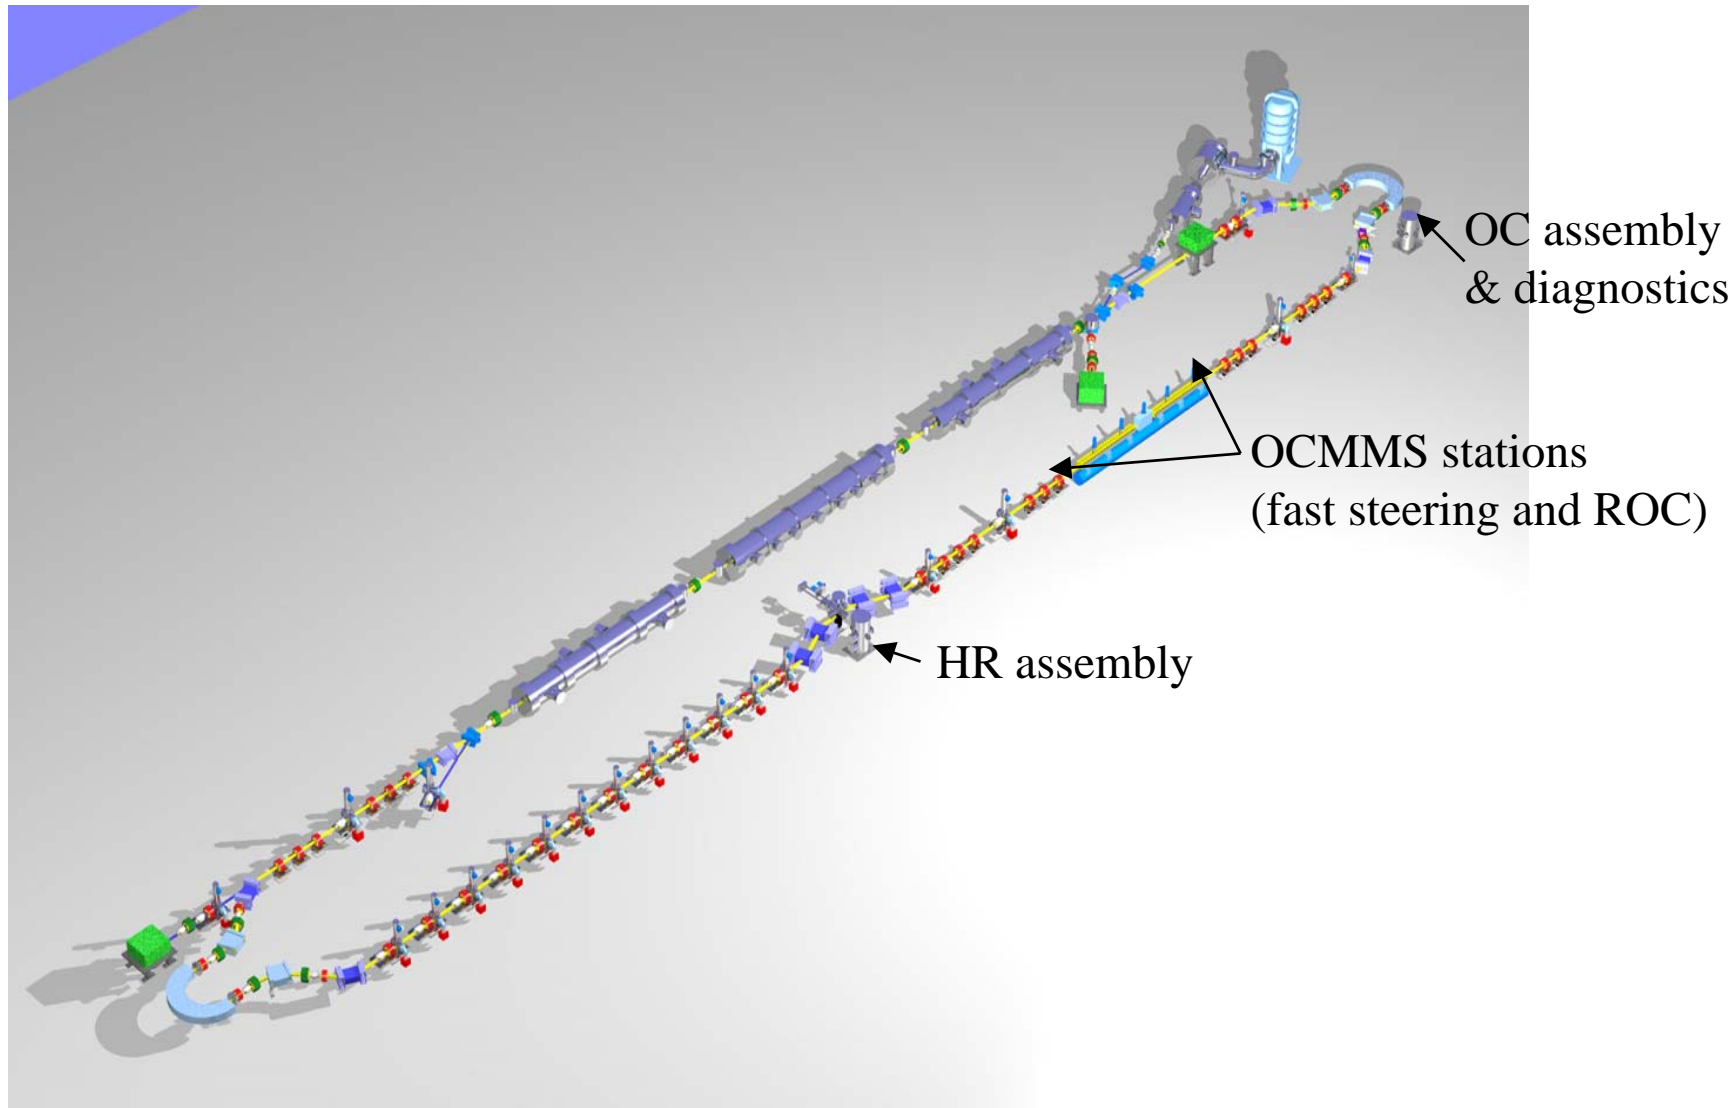 OC assembly
& diagnostics
OCMMS stations
(fast steering and ROC)
HR assembly